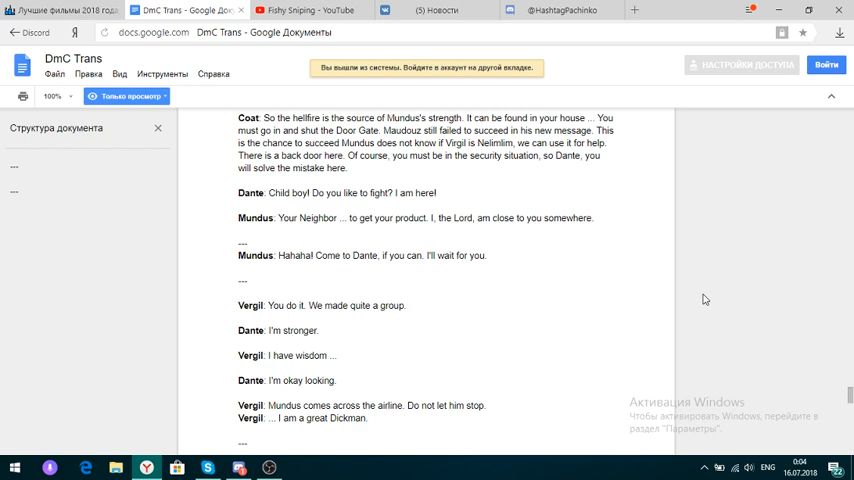 Лучшие фильмы 2018 года.
DmC Trans - Google Док
Fishy Sniping - YouTube
(5) Новости
@HashtagPachinko
Discord
docs.google.com DmC Trans - Google Документы
DmC Trans
Файл Правка Вид Инструменты Справка
Вы вышли из системы. Войдите в аккаунт на другой вкладке.
НАСТРОЙКИ ДОСТУПА
Войти
100%
Только просмотр
Структура документа
---
---
Coat: So the hellfire is the source of Mundus's strength. It can be found in your house ... You
must go in and shut the Door Gate. Maudouz still failed to succeed in his new message. This
is the chance to succeed Mundus does not know if Virgil is Nelimlim, we can use it for help.
There is a back door here. Of course, you must be in the security situation, so Dante, you
will solve the mistake here.
Dante: Child boy! Do you like to fight? I am here!
Mundus: Your Neighbor ... to get your product. I, the Lord, am close to you somewhere.
---
Mundus: Hahaha! Come to Dante, if you can. I'll wait for you.
---
Vergil: You do it. We made quite a group.
Dante: I'm stronger.
Vergil: I have wisdom ...
Dante: I'm okay looking.
Vergil: Mundus comes across the airline. Do not let him stop.
Vergil: ... I am a great Dickman.
---
Активация Windows
Чтобы активировать Windows, перейдите в
раздел "Параметры".
ENG
0:04
16.07.2018
22